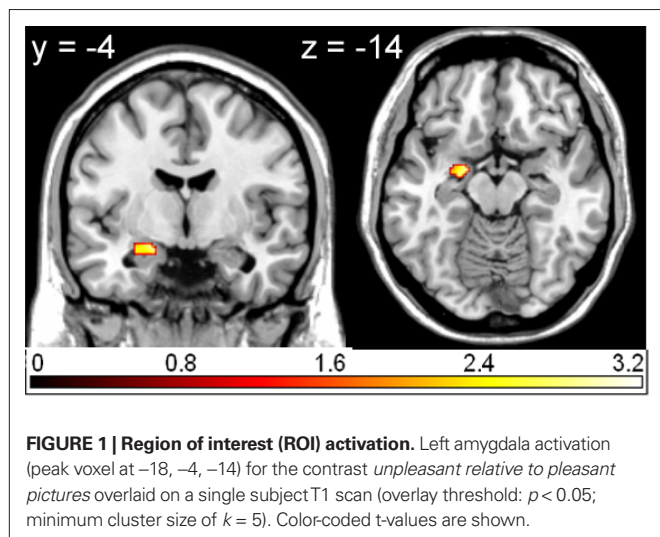 y = -4
z = -14
0 0.8 1.6 2.4 3.2
FIGURE 1 | Region of interest (ROI) activation. Left amygdala activation
(peak voxel at –18, –4, –14) for the contrast unpleasant relative to pleasant
pictures overlaid on a single subject T1 scan (overlay threshold: p < 0.05;
minimum cluster size of k = 5). Color-coded t-values are shown.